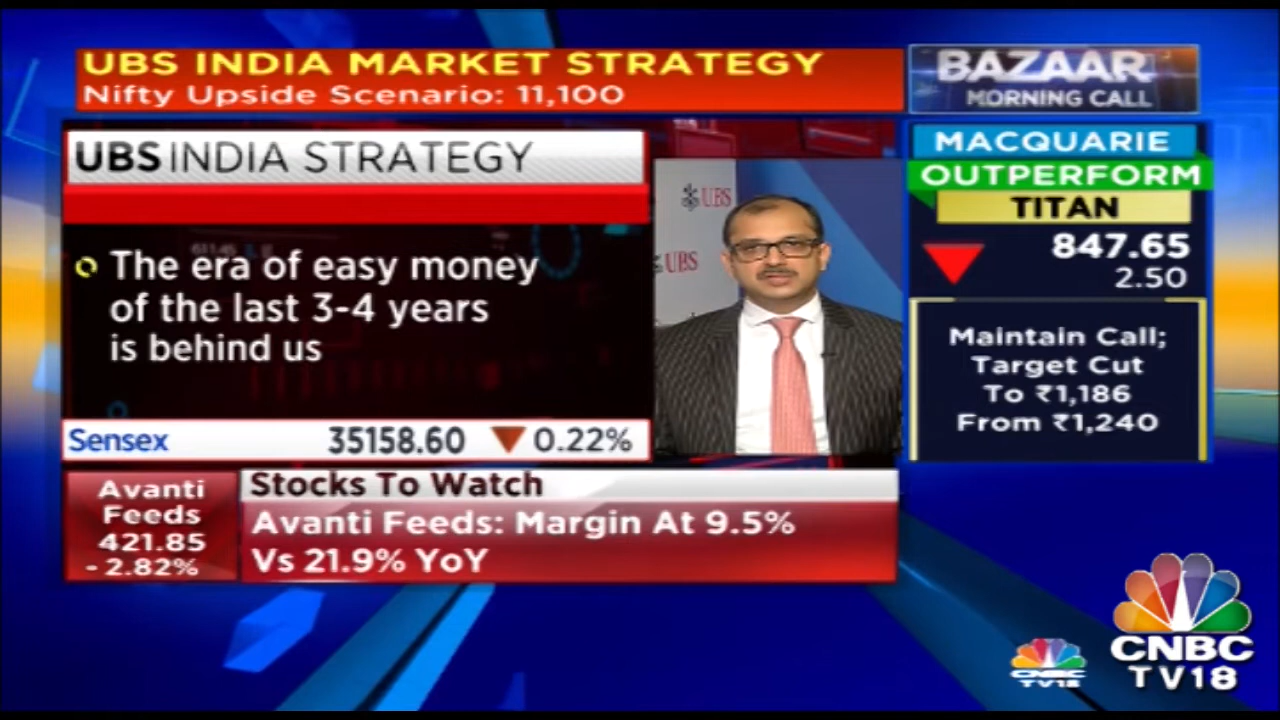 UBS INDIA MARKET STRATEGY
Nifty Upside Scenario: 11,100
BAZAAR
MORNING CALL
UBS INDIA STRATEGY
The era of easy money
of the last 3-4 years
is behind us
Sensex 35158.60 0.22%
UBS
UBS
MACQUARIE
OUTPERFORM
TITAN
847.65
2.50
Maintain Call;
Target Cut
To ₹1,186
From ₹1,240
Avanti
Feeds
421.85
- 2.82%
Stocks To Watch
Avanti Feeds: Margin At 9.5%
Vs 21.9% YoY
CNBC
TV18
CNBC
TV18